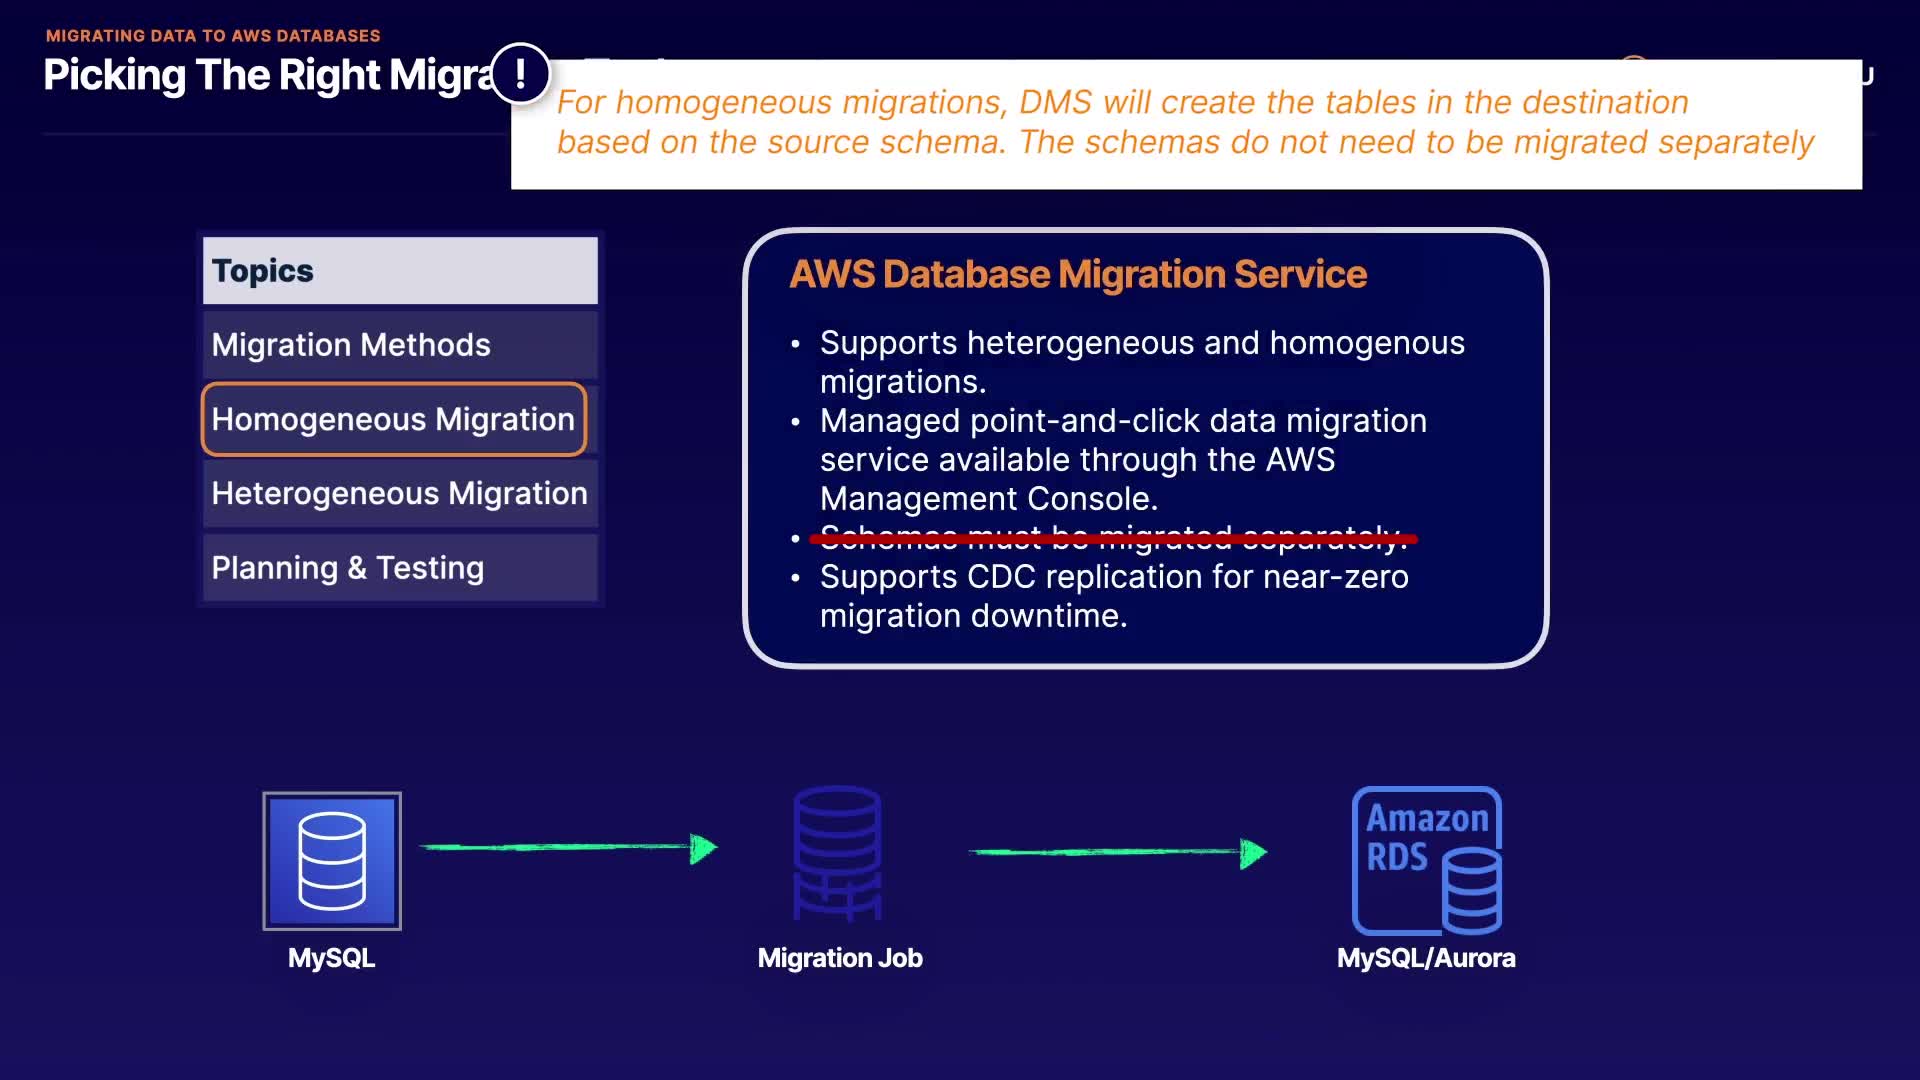 MIGRATING DATA TO AWS DATABASES
Picking The Right Migra
!
For homogeneous migrations, DMS will create the tables in the destination
based on the source schema. The schemas do not need to be migrated separately
Topics
Migration Methods
Homogeneous Migration
Heterogeneous Migration
Planning & Testing
AWS Database Migration Service
• Supports heterogeneous and homogenous
migrations.
• Managed point-and-click data migration
service available through the AWS
Management Console.
• Schemas must be migrated separately.
• Supports CDC replication for near-zero
migration downtime.
Amazon
RDS
MySQL
Migration Job
MySQL/Aurora